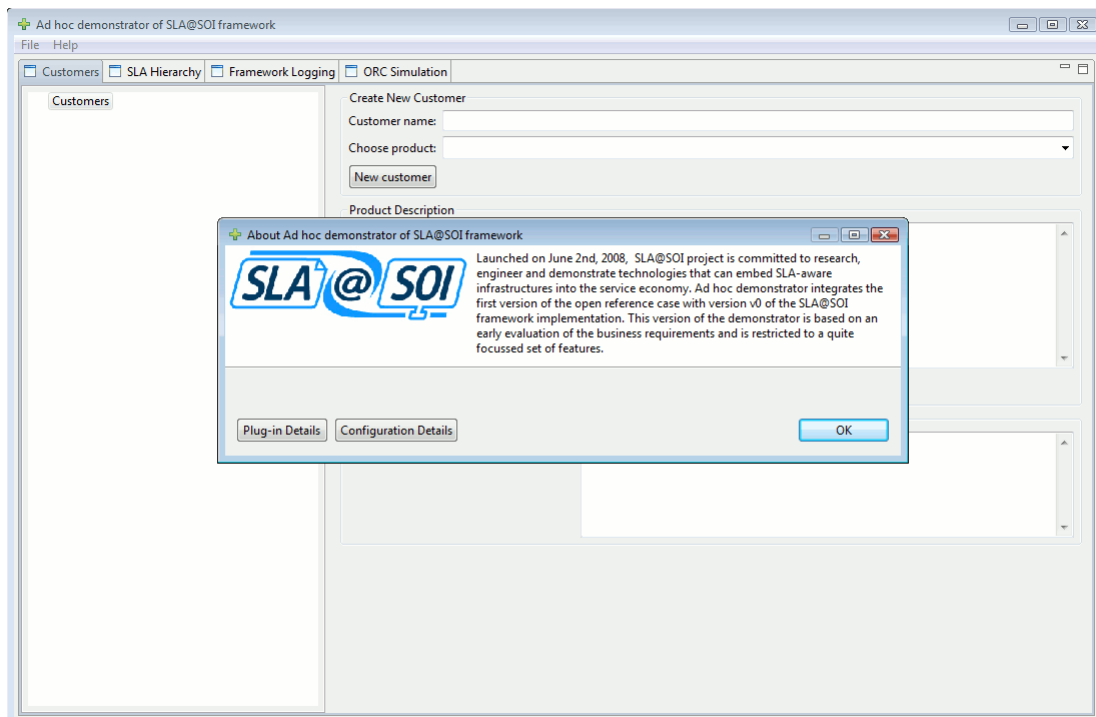 Ad hoc demonstrator of SLA@SOI framework
File Help
Customers SLA Hierarchy Framework Logging ORC Simulation
Customers
Create New Customer
Customer name:
Choose product:
New customer
Product Description
About Ad hoc demonstrator of SLA@SOI framework
SLA@SOI
Launched on June 2nd, 2008, SLA@SOI project is committed to research,
engineer and demonstrate technologies that can embed SLA-aware
infrastructures into the service economy. Ad hoc demonstrator integrates the
first version of the open reference case with version v0 of the SLA@SOI
framework implementation. This version of the demonstrator is based on an
early evaluation of the business requirements and is restricted to a quite
focussed set of features.
Plug-in Details Configuration Details OK